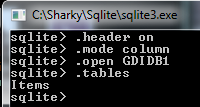 C:\Sharky\Sqlite\sqlite3.exe
sqlite> .header on
sqlite> .mode column
sqlite> .open GDIDB1
sqlite> .tables
Items
sqlite>